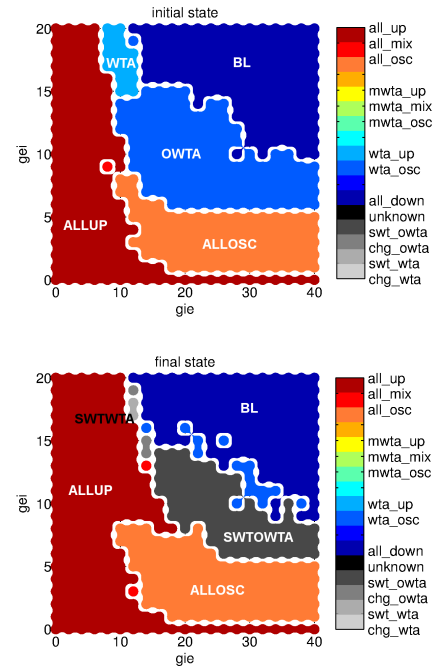 initial state
20
15
10
5
0
gei
WTA
BL
OWTA
ALLUP
ALLOSC
0 10 20 30 40
gie
all_up
all_mix
all_osc
mwta_up
mwta_mix
mwta_osc
wta_up
wta_osc
all_down
unknown
swt_owta
chg_owta
swt_wta
chg_wta
final state
20
15
10
5
0
gei
BL
SWTWTA
ALLUP
SWTOWTA
ALLOSC
0 10 20 30 40
gie
all_up
all_mix
all_osc
mwta_up
mwta_mix
mwta_osc
wta_up
wta_osc
all_down
unknown
swt_owta
chg_owta
swt_wta
chg_wta